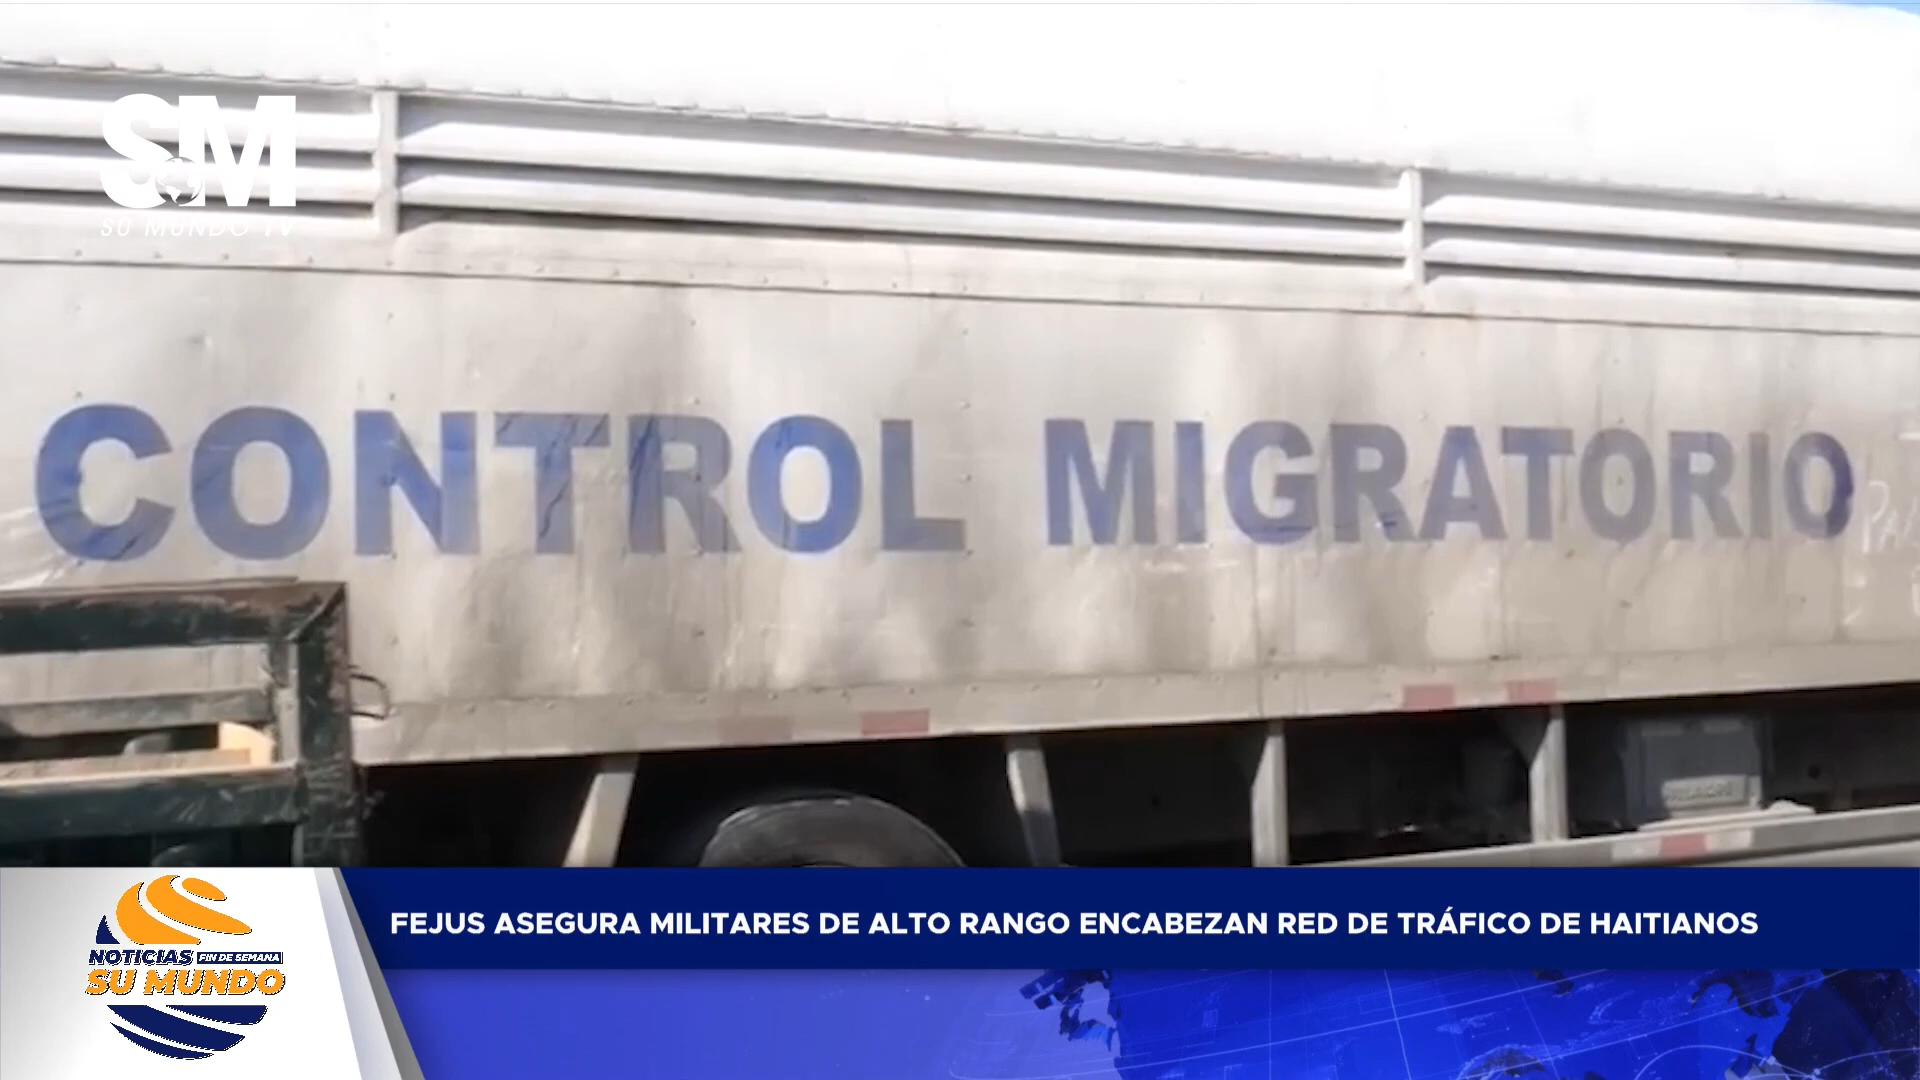 SM
SU MUNDO TV
CONTROL MIGRATORIO
FEJUS ASEGURA MILITARES DE ALTO RANGO ENCABEZAN RED DE TRÁFICO DE HAITIANOS
NOTICIAS FIN DE SEMANA
SU MUNDO